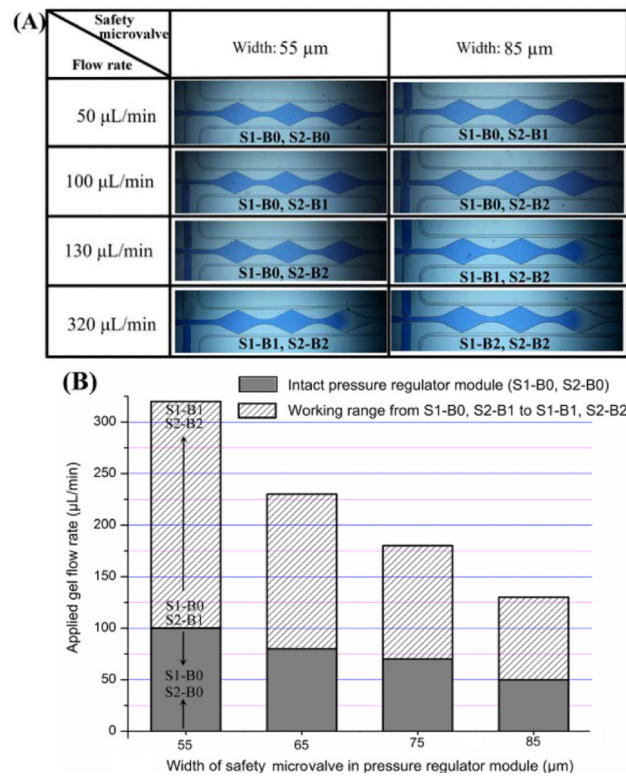 (A)
Safety
microvalve
Flow rate
Width: 55 µm
Width: 85 µm
50 µL/min
S1-B0, S2-B0
S1-B0, S2-B1
100 µL/min
S1-B0, S2-B1
S1-B0, S2-B2
130 µL/min
S1-B0, S2-B2
S1-B1, S2-B2
320 µL/min
S1-B1, S2-B2
S1-B2, S2-B2
(B)
Intact pressure regulator module (S1-B0, S2-B0)
Working range from S1-B0, S2-B1 to S1-B1, S2-B2
Applied gel flow rate (µL/min)
300
250
200
150
100
50
0
S1-B1
S2-B2
S1-B0
S2-B1
S1-B0
S2-B0
55
65
75
85
Width of safety microvalve in pressure regulator module (µm)